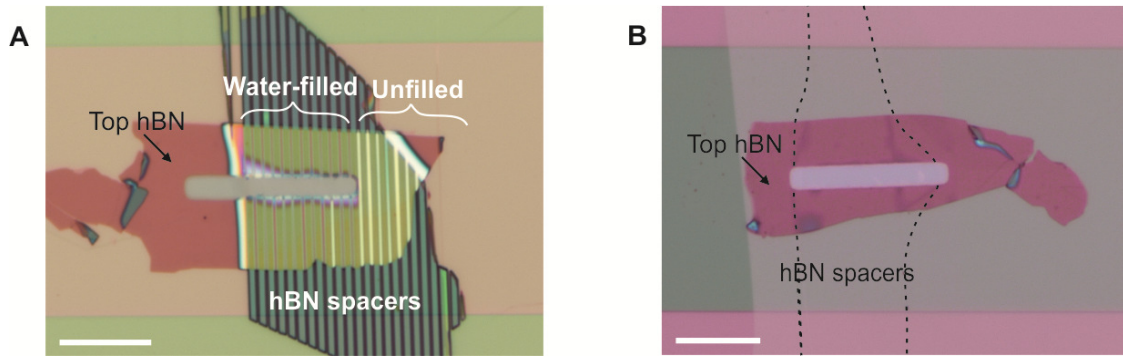 A
Water-filled
Unfilled
Top hBN
hBN spacers
B
Top hBN
hBN spacers